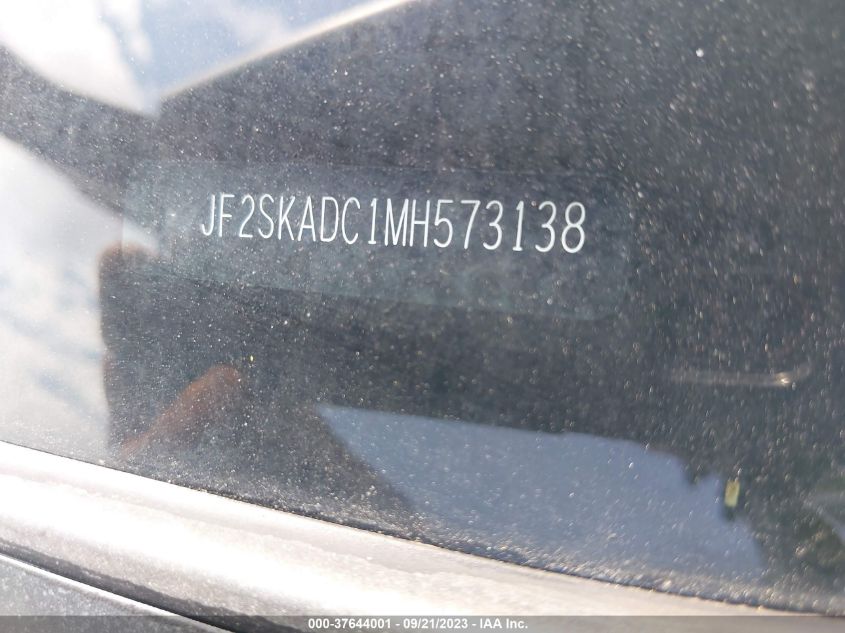 JF2SKADC1MH573138
000-37644001 - 09/21/2023 - IAA Inc.